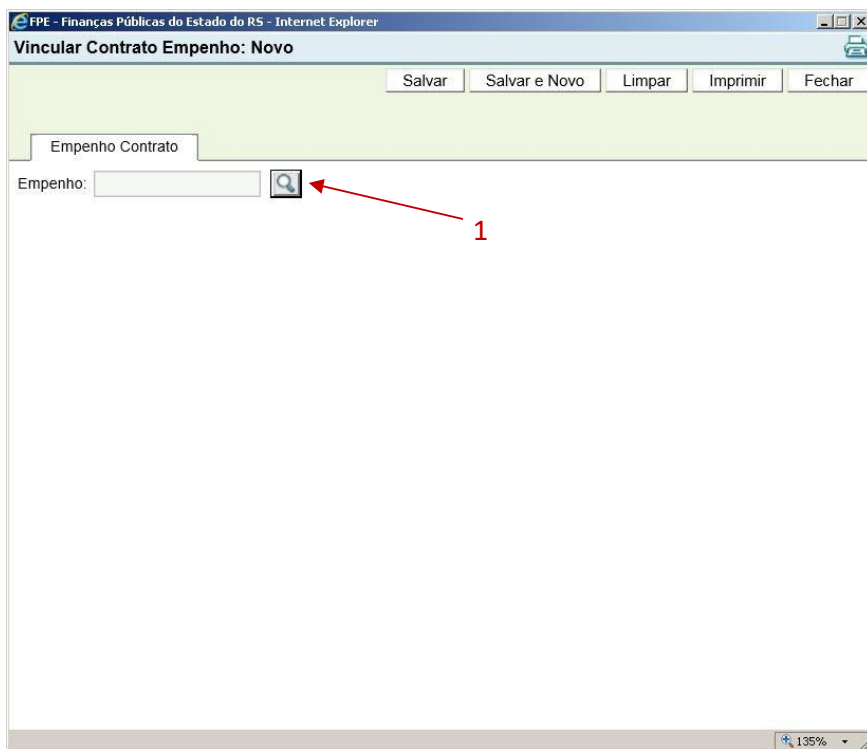 FPE - Finanças Públicas do Estado do RS - Internet Explorer
Vincular Contrato Empenho: Novo
Salvar Salvar e Novo Limpar Imprimir Fechar
Empenho Contrato
Empenho:
1
135%